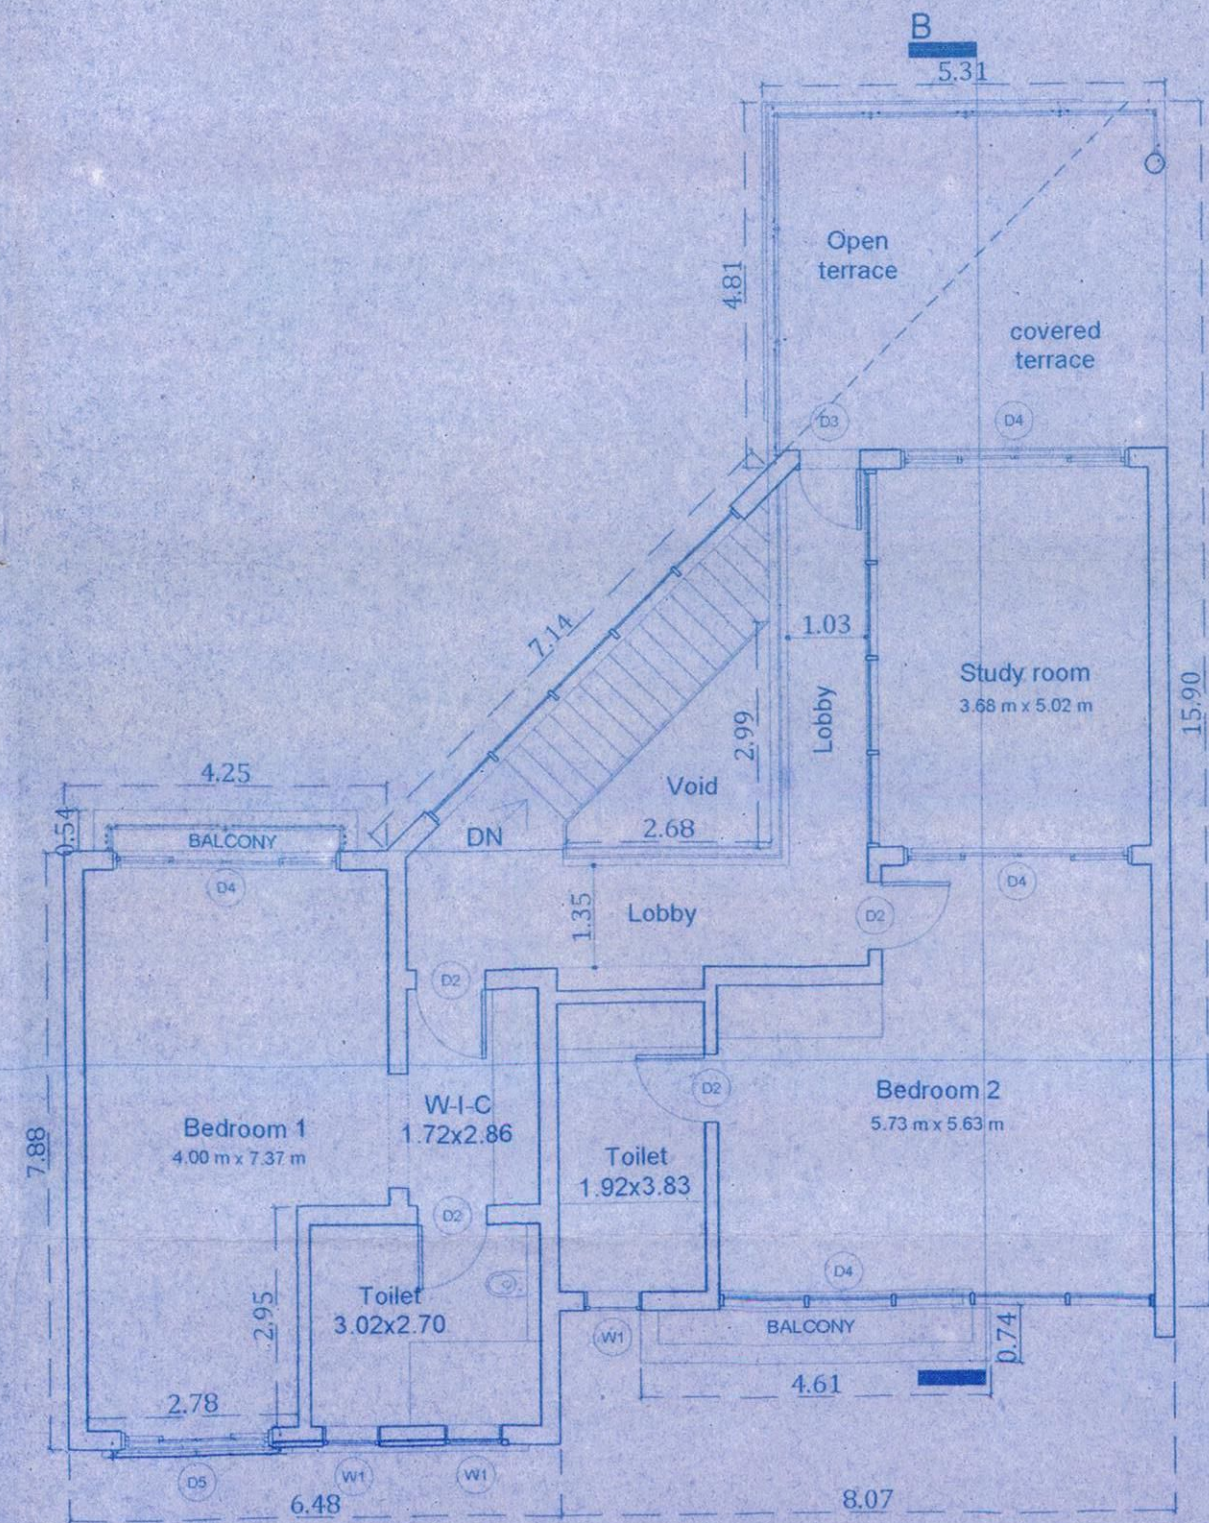 B
5.31
4.81
Open
terrace
covered
terrace
D3
D4
7.14
1.03
Study room
3.68 m x 5.02 m
15.90
Lobby
2.99
Void
2.68
4.25
0.54
BALCONY
DN
D4
D4
1.35
Lobby
D2
D2
7.88
Bedroom 1
4.00 m x 7.37 m
W-I-C
1.72x2.86
D2
Bedroom 2
5.73 m x 5.63 m
Toilet
1.92x3.83
D2
2.95
Toilet
3.02x2.70
D4
W1
BALCONY
0.74
4.61
2.78
D5
W1
W1
6.48
8.07